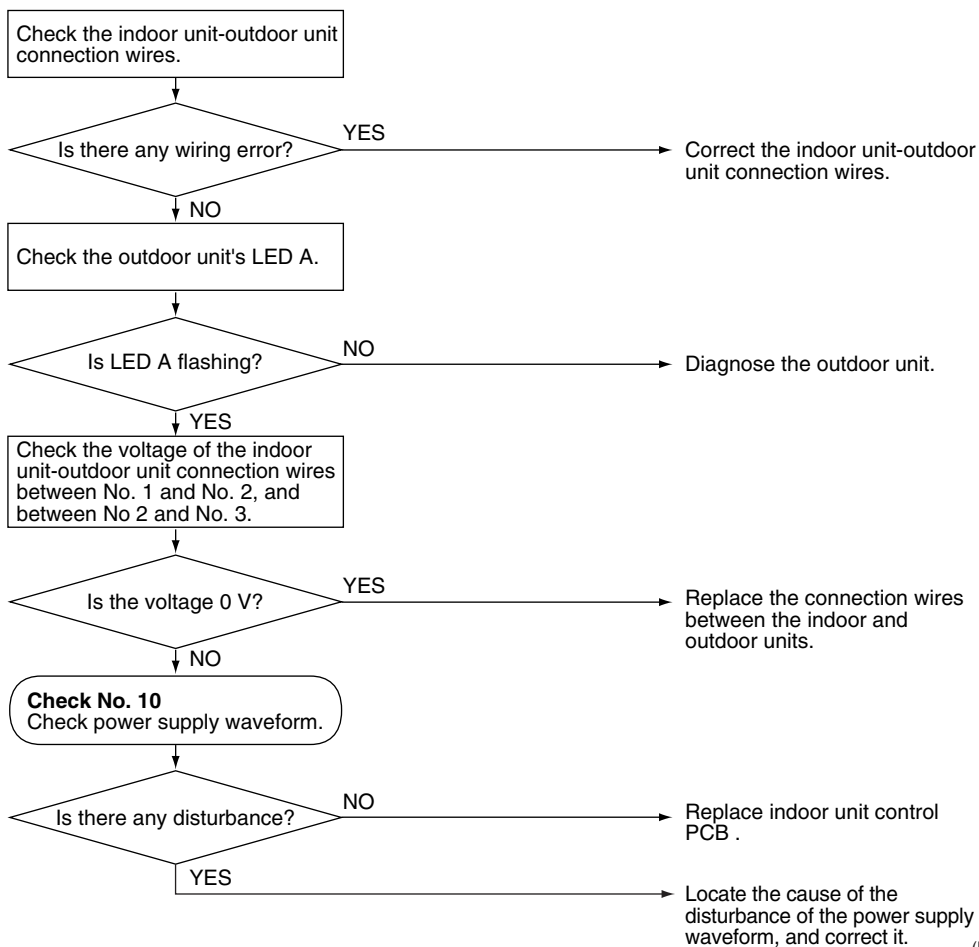 Check the indoor unit-outdoor unit
connection wires.
Is there any wiring error?
YES
Correct the indoor unit-outdoor
unit connection wires.
NO
Check the outdoor unit's LED A.
Is LED A flashing?
NO
Diagnose the outdoor unit.
YES
Check the voltage of the indoor
unit-outdoor unit connection wires
between No. 1 and No. 2, and
between No 2 and No. 3.
Is the voltage 0 V?
YES
Replace the connection wires
between the indoor and
outdoor units.
NO
Check No. 10
Check power supply waveform.
Is there any disturbance?
NO
Replace indoor unit control
PCB .
YES
Locate the cause of the
disturbance of the power supply
waveform, and correct it.